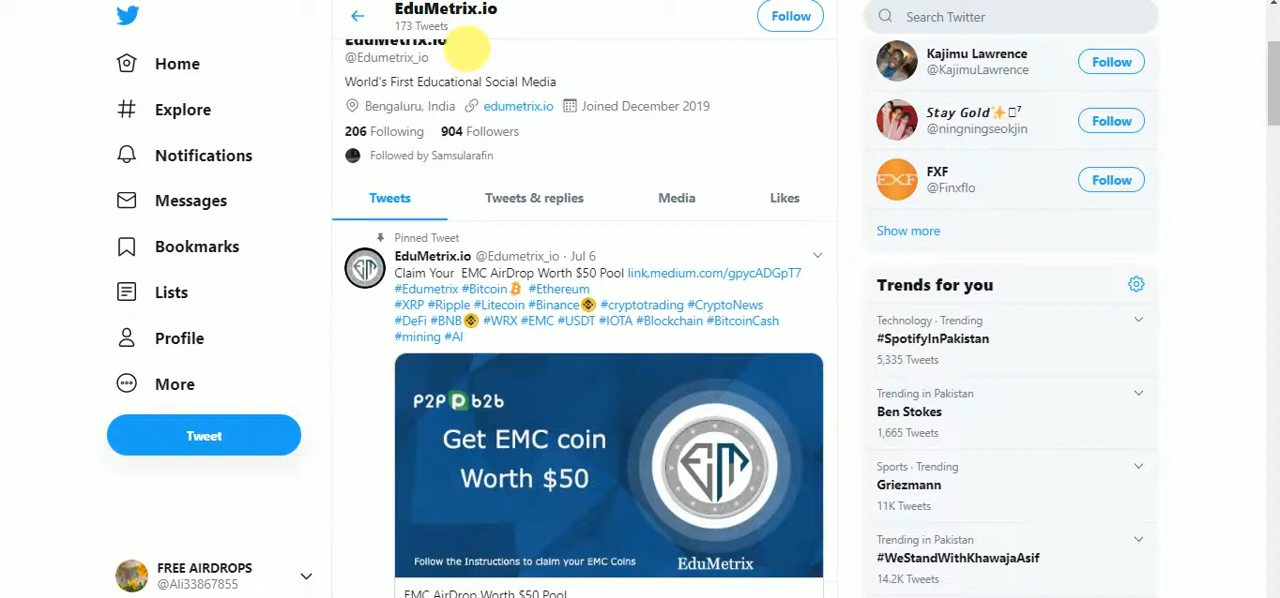 Home
Explore
Notifications
Messages
Bookmarks
Lists
Profile
More
Tweet
FREE AIRDROPS
@Ali33867855
EduMetrix.io
173 Tweets
Follow
EduMetrix.io
@Edumetrix_io
World's First Educational Social Media
Bengaluru, India edumetrix.io Joined December 2019
206 Following 904 Followers
Followed by Samsularafin
Tweets Tweets & replies Media Likes
Pinned Tweet
EduMetrix.io @Edumetrix_io · Jul 6
Claim Your EMC AirDrop Worth $50 Pool link.medium.com/gpycADGpT7
#Edumetrix #Bitcoin #Ethereum
#XRP #Ripple #Litecoin #Binance #cryptotrading #CryptoNews
#DeFi #BNB #WRX #EMC #USDT #IOTA #Blockchain #BitcoinCash
#mining #AI
P2P b2b
Get EMC coin
Worth $50
Follow the Instructions to claim your EMC Coins
EduMetrix
EMC AirDrop Worth $50 Pool
Search Twitter
Kajimu Lawrence
@KajimuLawrence
Follow
Stay Gold✨ 7
@ningningseokjin
Follow
FXF
EXF
@Finxflo
Follow
Show more
Trends for you
Technology · Trending
#SpotifyInPakistan
5,335 Tweets
Trending in Pakistan
Ben Stokes
1,665 Tweets
Sports · Trending
Griezmann
11K Tweets
Trending in Pakistan
#WeStandWithKhawajaAsif
14.2K Tweets